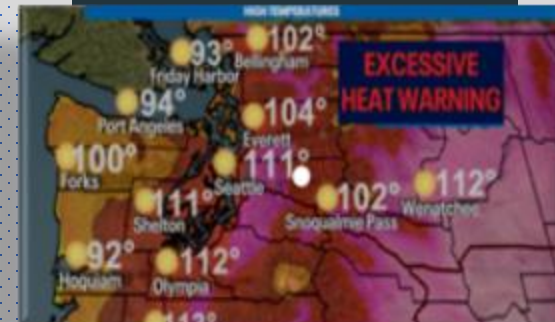 HIGH TEMPERATURES
93° 102°
Friday Harbor Bellingham
EXCESSIVE
HEAT WARNING
94°
Port Angeles
104°
Everett
100°
Forks
111°
Seattle
111°
Shelton
102°
Snoqualmie Pass
112°
Wenatchee
92°
Hoquiam
112°
Olympia